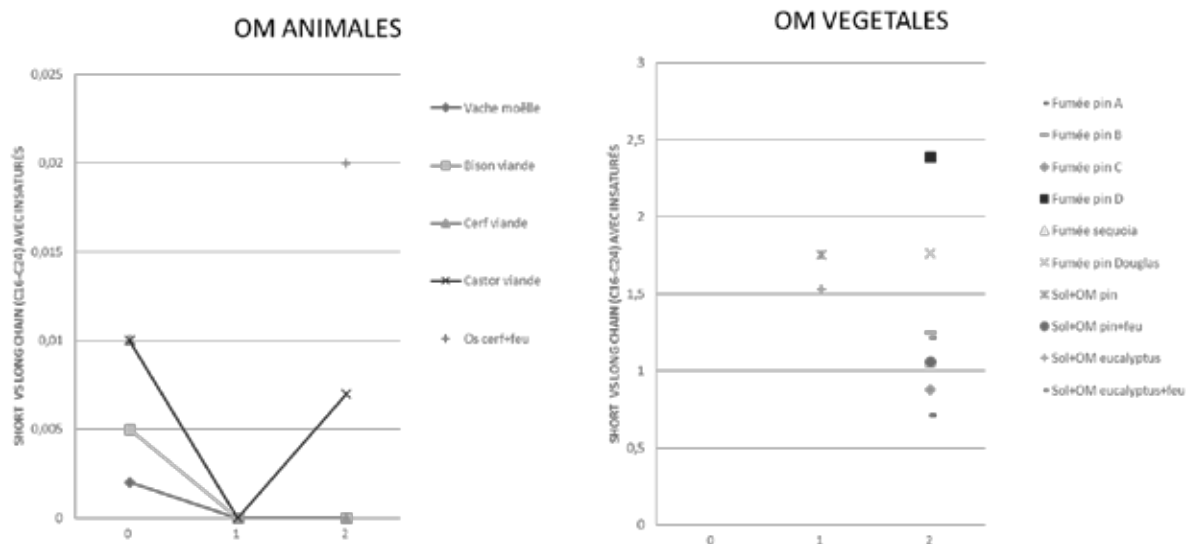 OM ANIMALES
SHORT VS LONG CHAIN (C16-C24) AVEC INSATURÉS
0,025
0,02
0,015
0,01
0,005
0
0
1
2
Vache moëlle
Bison viande
Cerf viande
Castor viande
Os cerf+feu
OM VEGETALES
SHORT VS LONG CHAIN (C16-C24) AVEC INSATURÉS
3
2,5
2
1,5
1
0,5
0
0
1
2
Fumée pin A
Fumée pin B
Fumée pin C
Fumée pin D
Fumée sequoia
Fumée pin Douglas
Sol+OM pin
Sol+OM pin+feu
Sol+OM eucalyptus
Sol+OM eucalyptus+feu